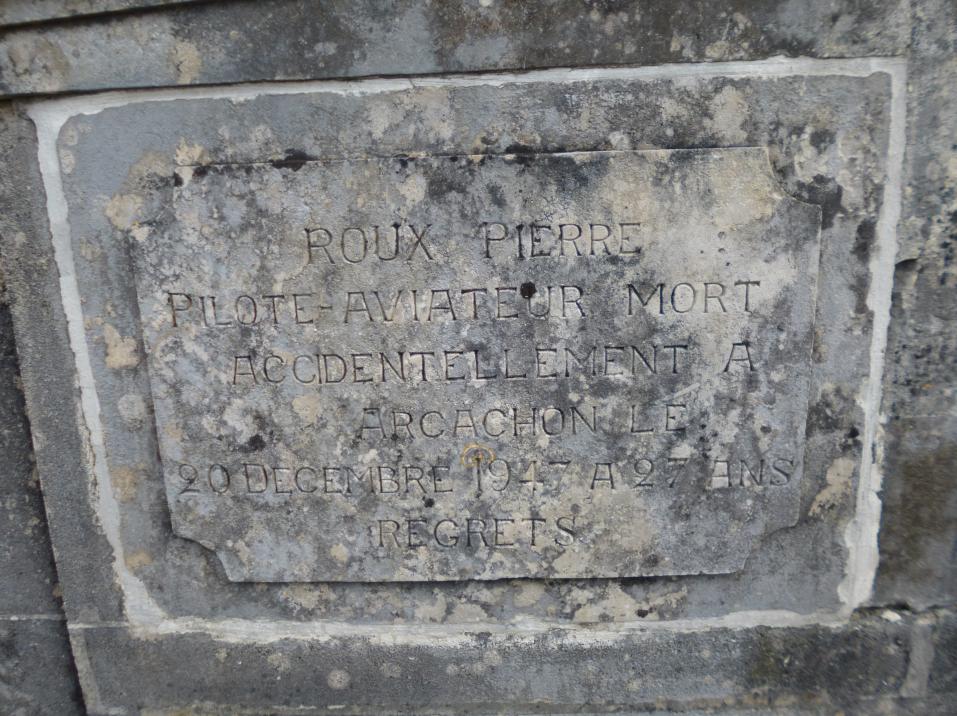 ROUX PIERRE
PILOTE-AVIATEUR MORT
ACCIDENTELLEMENT A
ARCACHON LE
20 DECEMBRE 1947 A 27 ANS
REGRETS